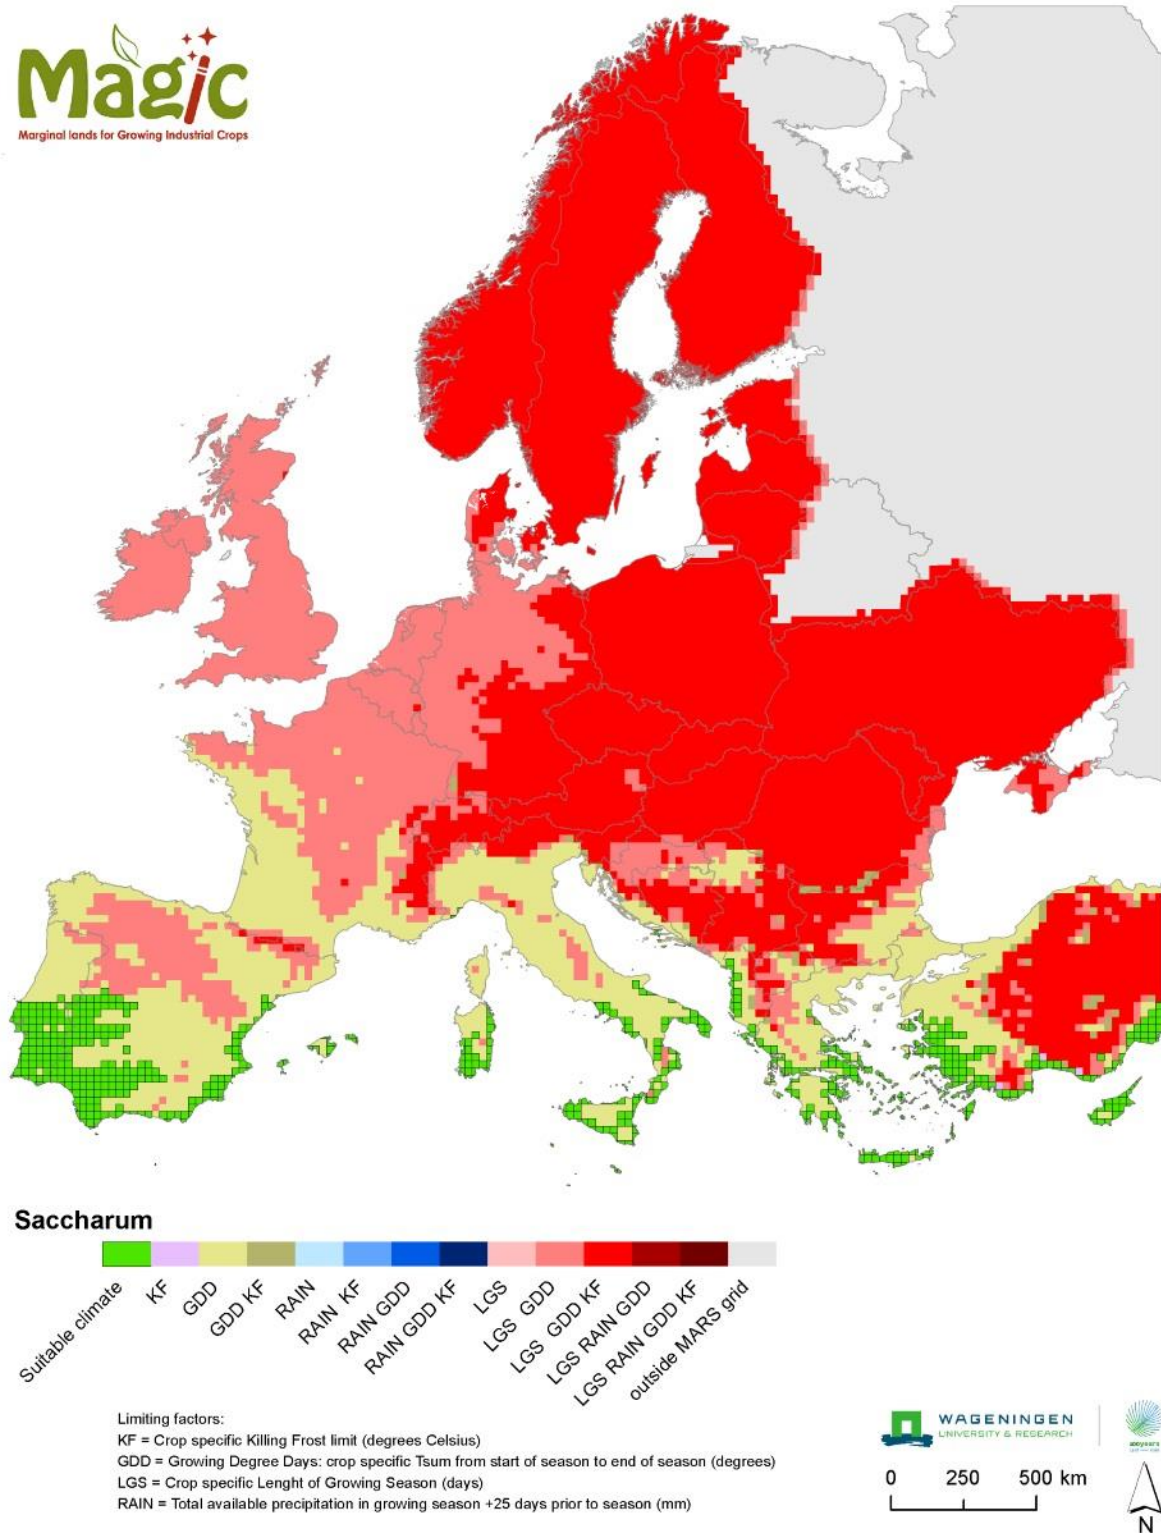 Magic
Marginal lands for Growing Industrial Crops
Saccharum
Suitable climate
KF
GDD
GDD KF
RAIN
RAIN KF
RAIN GDD
RAIN GDD KF
LGS
LGS GDD
LGS GDD KF
LGS RAIN GDD
LGS RAIN GDD KF
outside MARS grid
Limiting factors:
KF = Crop specific Killing Frost limit (degrees Celsius)
GDD = Growing Degree Days: crop specific Tsum from start of season to end of season (degrees)
LGS = Crop specific Lenght of Growing Season (days)
RAIN = Total available precipitation in growing season +25 days prior to season (mm)
WAGENINGEN
UNIVERSITY & RESEARCH
0 250 500 km
N